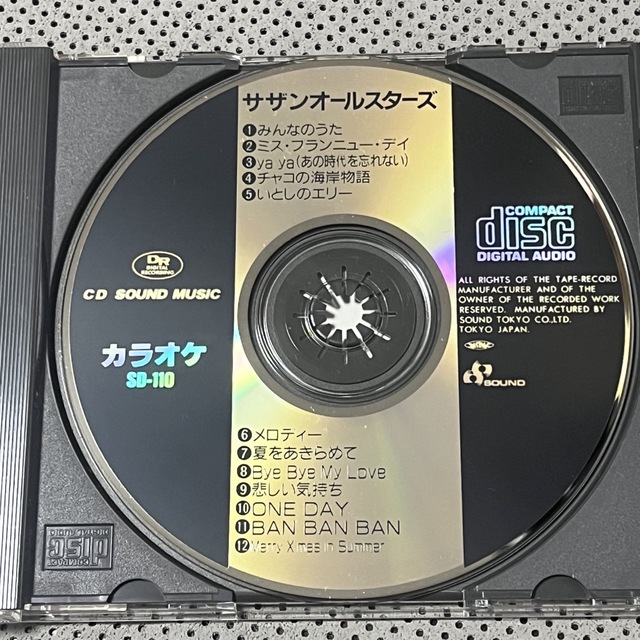 サザンオールスターズ
❶みんなのうた
❷ミス・フランニュー・デイ
❸ya ya(あの時代を忘れない)
❹チャコの海岸物語
❺いとしのエリー
DR
DIGITAL
RECORDING
CD SOUND MUSIC
カラオケ
SD-110
COMPACT
disc
DIGITAL AUDIO
ALL RIGHTS OF THE TAPE-RECORD
MANUFACTURER AND OF THE
OWNER OF THE RECORDED WORK
RESERVED. MANUFACTURED BY
SOUND TOKYO CO.LTD.
TOKYO JAPAN.
SOUND
❻メロディー
❼夏をあきらめて
❽Bye Bye My Love
❾悲しい気持ち
❿ONE DAY
⓫BAN BAN BAN
⓬Merry X'mas in Summer
COMPACT
disc
DIGITAL AUDIO